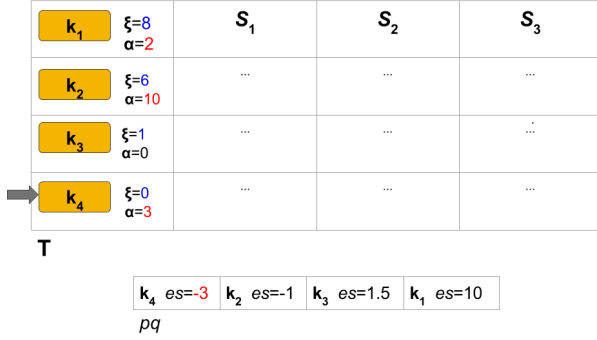 k1 ξ=8 S1 S2 S3
α=2
k2 ξ=6 ... ... ...
α=10
k3 ξ=1 ... ... ...
α=0
k4 ξ=0 ... ... ...
α=3
T
k4 es=-3 k2 es=-1 k3 es=1.5 k1 es=10
pq